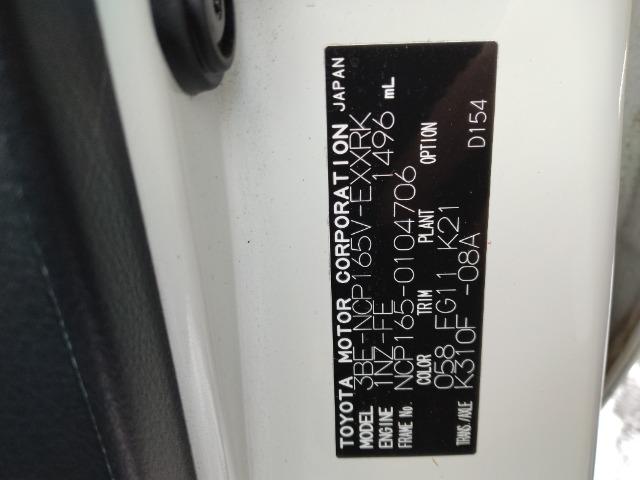 TOYOTA MOTOR CORPORATION JAPAN
MODEL 3BE-NCP165V-EXXRK
ENGINE 1NZ-FE 1496 mL
FRAME No. NCP165-0104706
COLOR TRIM PLANT OPTION
058 FG11 K21
TRANS./AXLE K310F -08A D154